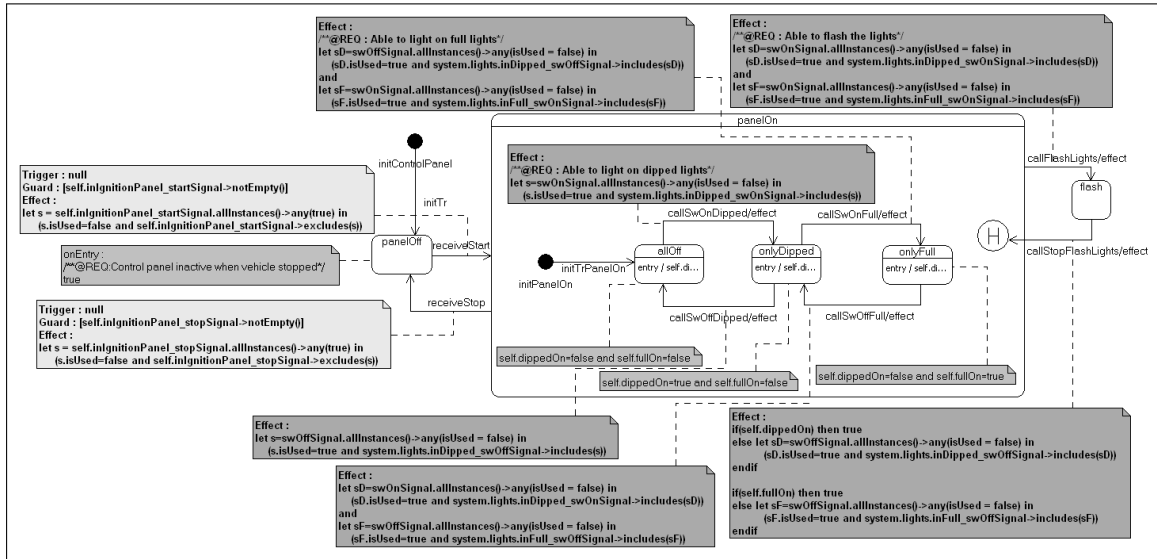 Effect :
/**@REQ : Able to light on full lights*/
let sD=swOffSignal.allInstances()->any(isUsed = false) in
(sD.isUsed=true and system.lights.inDipped_swOffSignal->includes(sD))
and
let sF=swOnSignal.allInstances()->any(isUsed = false) in
(sF.isUsed=true and system.lights.inFull_swOnSignal->includes(sF))
Effect :
/**@REQ : Able to flash the lights*/
let sD=swOnSignal.allInstances()->any(isUsed = false) in
(sD.isUsed=true and system.lights.inDipped_swOnSignal->includes(sD))
and
let sF=swOnSignal.allInstances()->any(isUsed = false) in
(sF.isUsed=true and system.lights.inFull_swOnSignal->includes(sF))
panelOn
initControlPanel
Trigger : null
Guard : [self.inIgnitionPanel_startSignal->notEmpty()]
Effect :
let s = self.inIgnitionPanel_startSignal.allInstances()->any(true) in
(s.isUsed=false and self.inIgnitionPanel_startSignal->excludes(s))
initTr
Effect :
/**@REQ : Able to light on dipped lights*/
let s=swOnSignal.allInstances()->any(isUsed = false) in
(s.isUsed=true and system.lights.inDipped_swOnSignal->includes(s))
callFlashLights/effect
flash
callSwOnDipped/effect
callSwOnFull/effect
panelOff
receiveStart
onEntry :
/**@REQ:Control panel inactive when vehicle stopped*/
true
allOff
entry / self.di...
onlyDipped
entry / self.di...
onlyFull
entry / self.di...
H
callStopFlashLights/effect
initTrPanelOn
initPanelOn
receiveStop
callSwOffDipped/effect
callSwOffFull/effect
Trigger : null
Guard : [self.inIgnitionPanel_stopSignal->notEmpty()]
Effect :
let s = self.inIgnitionPanel_stopSignal.allInstances()->any(true) in
(s.isUsed=false and self.inIgnitionPanel_stopSignal->excludes(s))
self.dippedOn=false and self.fullOn=false
self.dippedOn=true and self.fullOn=false
self.dippedOn=false and self.fullOn=true
Effect :
let s=swOffSignal.allInstances()->any(isUsed = false) in
(s.isUsed=true and system.lights.inDipped_swOffSignal->includes(s))
Effect :
let sD=swOnSignal.allInstances()->any(isUsed = false) in
(sD.isUsed=true and system.lights.inDipped_swOnSignal->includes(sD))
and
let sF=swOffSignal.allInstances()->any(isUsed = false) in
(sF.isUsed=true and system.lights.inFull_swOffSignal->includes(sF))
Effect :
if(self.dippedOn) then true
else let sD=swOffSignal.allInstances()->any(isUsed = false) in
(sD.isUsed=true and system.lights.inDipped_swOffSignal->includes(sD))
endif
if(self.fullOn) then true
else let sF=swOffSignal.allInstances()->any(isUsed = false) in
(sF.isUsed=true and system.lights.inFull_swOffSignal->includes(sF))
endif